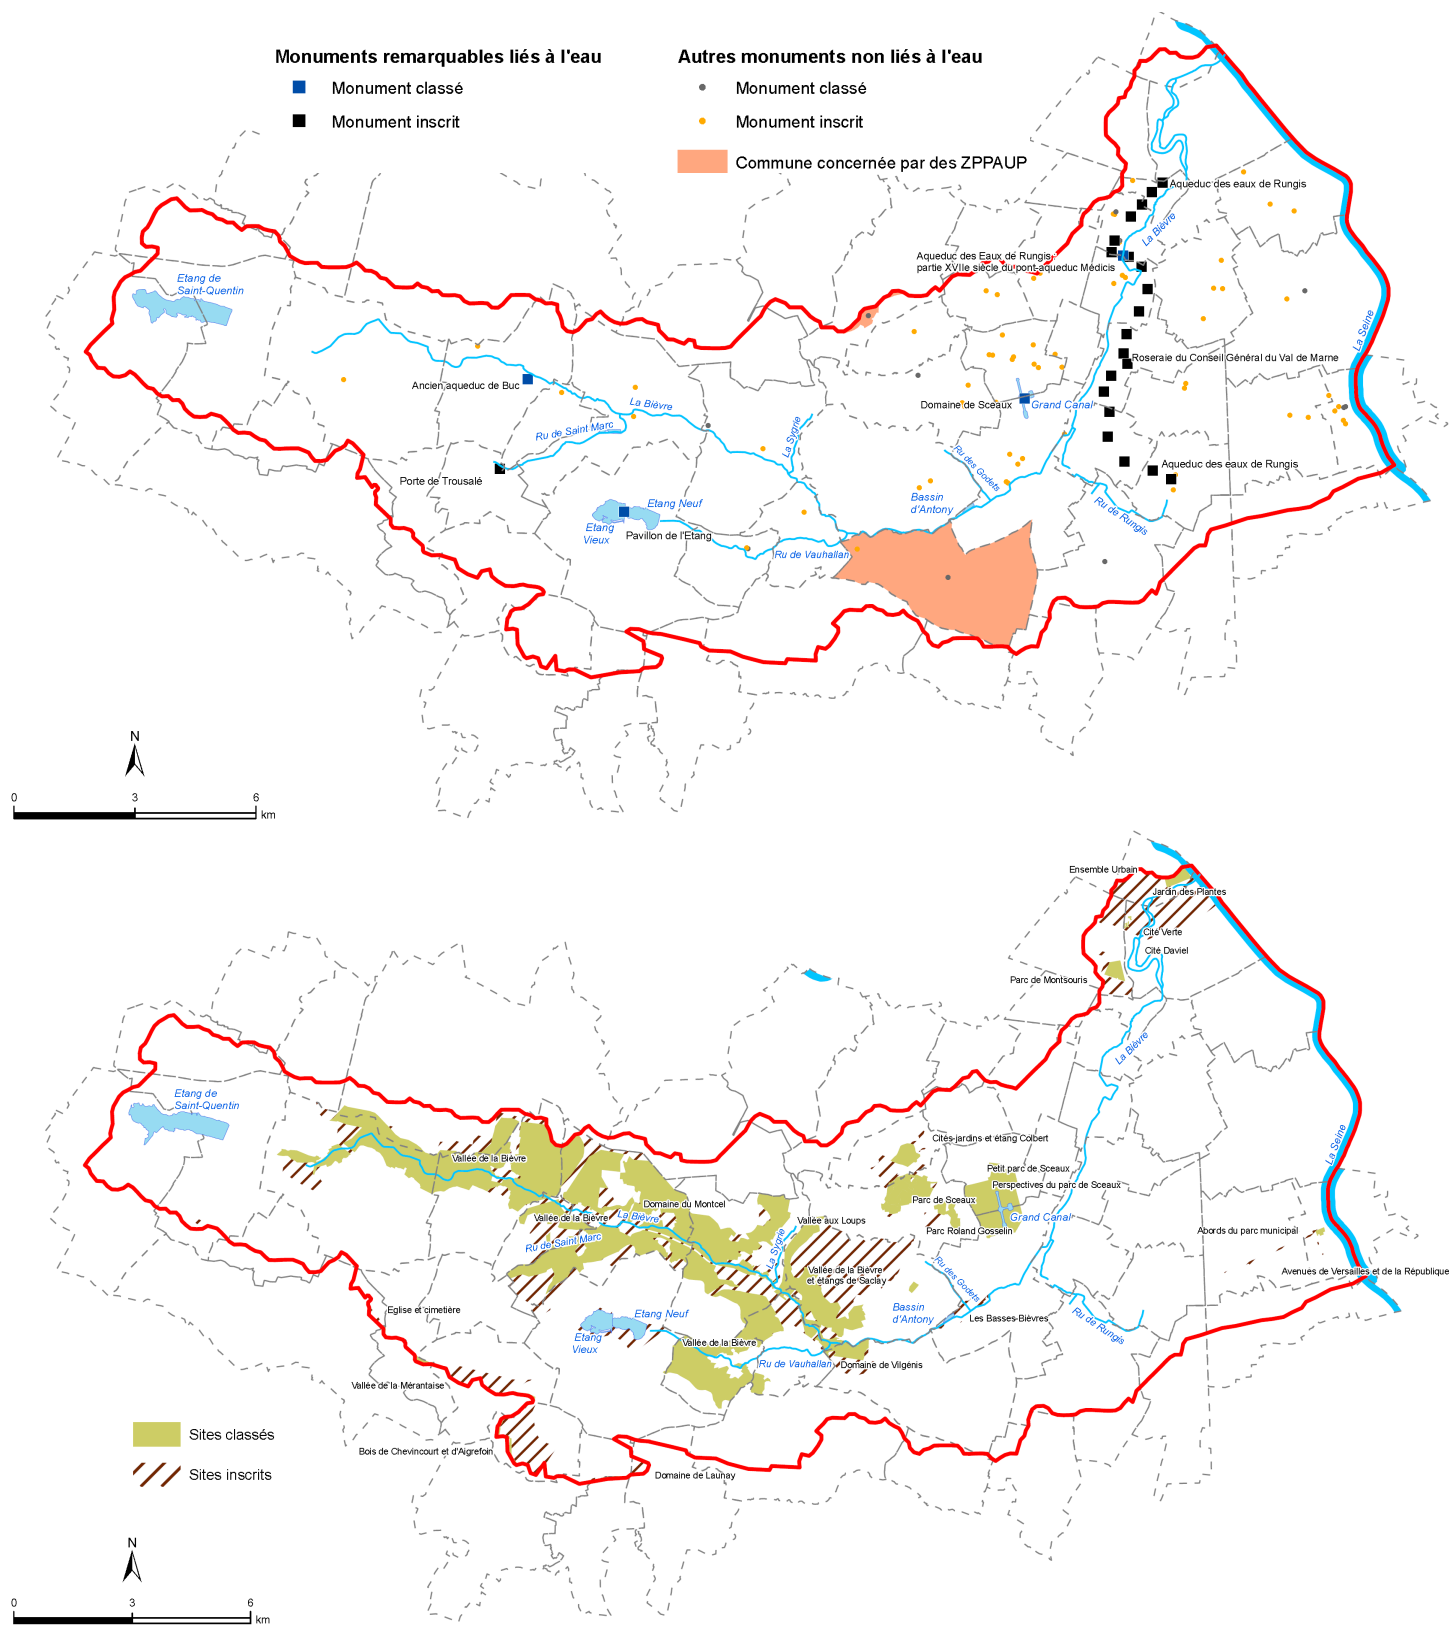 Monuments remarquables liés à l'eau
Monument classé
Monument inscrit
Autres monuments non liés à l'eau
Monument classé
Monument inscrit
Commune concernée par des ZPPAUP
Aqueduc des eaux de Rungis
La Bièvre
Aqueduc des Eaux de Rungis-
partie XVIIe siècle du pont-aqueduc Médicis
Etang de
Saint-Quentin
La Seine
Roseraie du Conseil Général du Val de Marne
Ancien aqueduc de Buc
La Bièvre
Domaine de Sceaux
Grand Canal
Ru de Saint Marc
La Sygrie
Ru des Godets
Aqueduc des eaux de Rungis
Porte de Trousalé
Etang Neuf
Bassin
d'Antony
Ru de Rungis
Etang
Vieux
Pavillon de l'Etang
Ru de Vauhallan
N
0 3 6
km
Ensemble Urbain
Jardin des Plantes
Cité Verte
Cité Daviel
Parc de Montsouris
La Bièvre
Etang de
Saint-Quentin
La Seine
Cités-jardins et étang Colbert
Vallée de la Bièvre
Petit parc de Sceaux
Perspectives du parc de Sceaux
Domaine du Montcel
Parc de Sceaux
Vallée de la Bièvre
La Bièvre
Vallée aux Loups
Grand Canal
Parc Roland Gosselin
Abords du parc municipal
Ru de Saint Marc
La Sygrie
Vallée de la Bièvre
et étangs de Saclay
Ru des Godets
Avenues de Versailles et de la République
Eglise et cimetière
Etang Neuf
Bassin
d'Antony
Les Basses-Bièvres
Ru de Rungis
Etang
Vieux
Vallée de la Bièvre
Ru de Vauhallan
Domaine de Vilgénis
Vallée de la Mérantaise
Sites classés
Bois de Chevincourt et d'Aigrefoin
Sites inscrits
Domaine de Launay
N
0 3 6
km